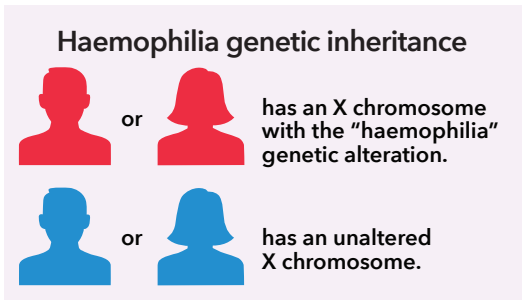 Haemophilia genetic inheritance
or
has an X chromosome
with the “haemophilia”
genetic alteration.
or
has an unaltered
X chromosome.